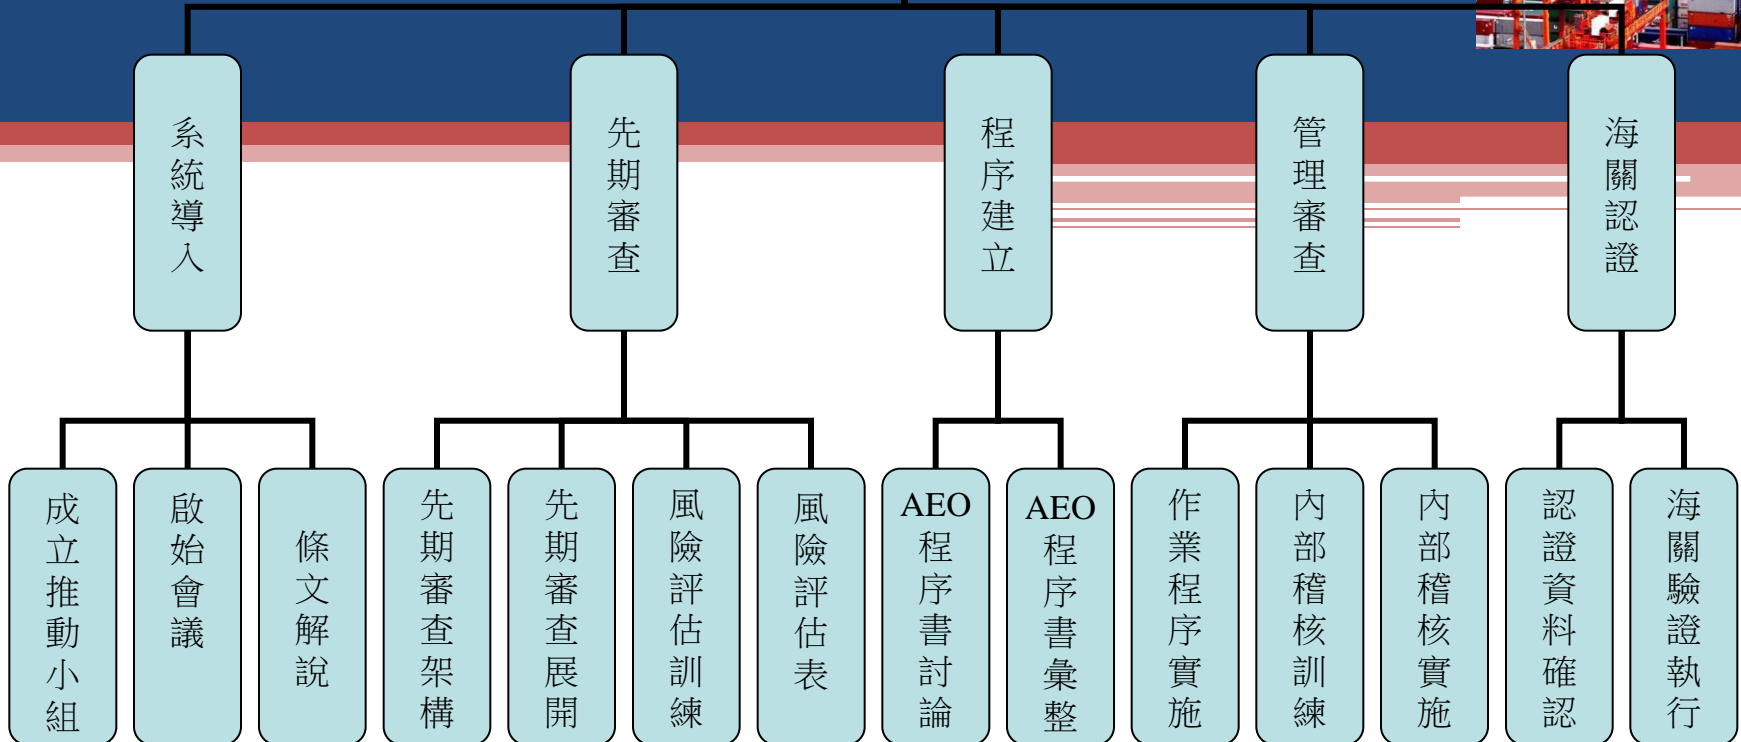 系統導入
先期審查
程序建立
管理審查
海關認證
成立推動小組
啟始會議
條文解說
先期審查架構
先期審查展開
風險評估訓練
風險評估表
AEO程序書討論
AEO程序書彙整
作業程序實施
內部稽核訓練
內部稽核實施
認證資料確認
海關驗證執行